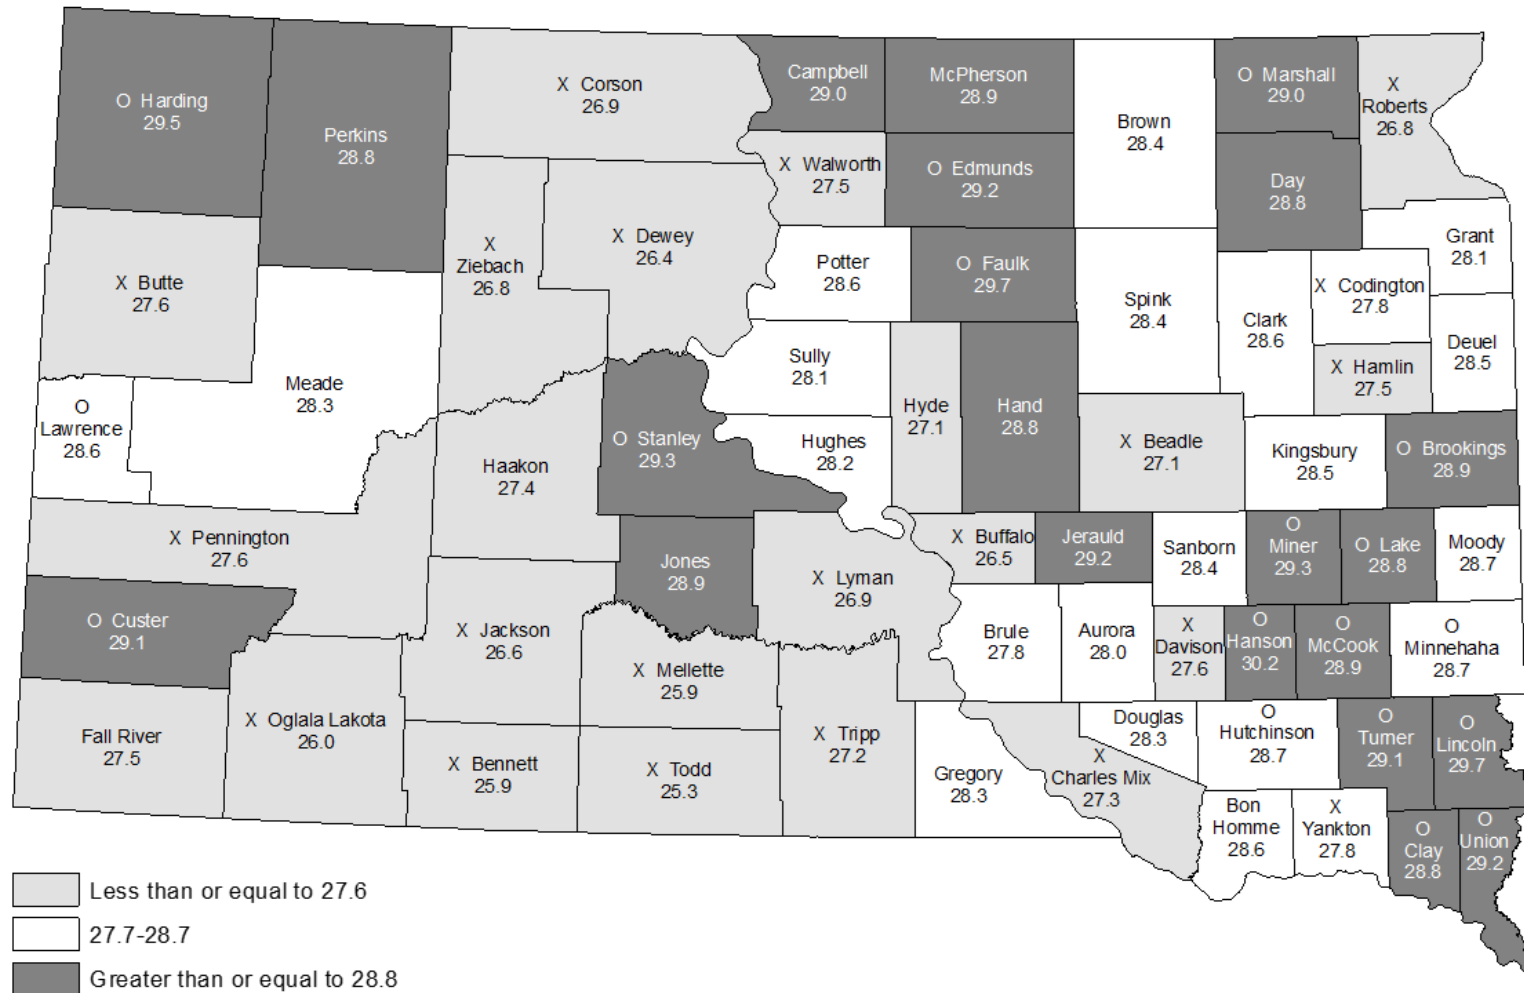 O Harding
29.5
Perkins
28.8
X Corson
26.9
Campbell
29.0
McPherson
28.9
Brown
28.4
O Marshall
29.0
X
Roberts
26.8
X Walworth
27.5
O Edmunds
29.2
Day
28.8
X Butte
27.6
X
Ziebach
26.8
X Dewey
26.4
Potter
28.6
O Faulk
29.7
Spink
28.4
Clark
28.6
X Codington
27.8
Grant
28.1
Deuel
28.5
X Hamlin
27.5
O
Lawrence
28.6
Meade
28.3
Sully
28.1
Hyde
27.1
Hand
28.8
X Beadle
27.1
Kingsbury
28.5
O Brookings
28.9
Haakon
27.4
O Stanley
29.3
Hughes
28.2
X Pennington
27.6
Jones
28.9
X Lyman
26.9
X Buffalo
26.5
Jerauld
29.2
Sanborn
28.4
O
Miner
29.3
O Lake
28.8
Moody
28.7
O Custer
29.1
X Jackson
26.6
X Mellette
25.9
Brule
27.8
Aurora
28.0
X
Davison
27.6
O
Hanson
30.2
O
McCook
28.9
O
Minnehaha
28.7
Fall River
27.5
X Oglala Lakota
26.0
X Bennett
25.9
X Todd
25.3
X Tripp
27.2
Gregory
28.3
X
Charles Mix
27.3
Douglas
28.3
O
Hutchinson
28.7
O
Turner
29.1
O
Lincoln
29.7
Bon
Homme
28.6
X
Yankton
27.8
O
Clay
28.8
O
Union
29.2
Less than or equal to 27.6
27.7-28.7
Greater than or equal to 28.8